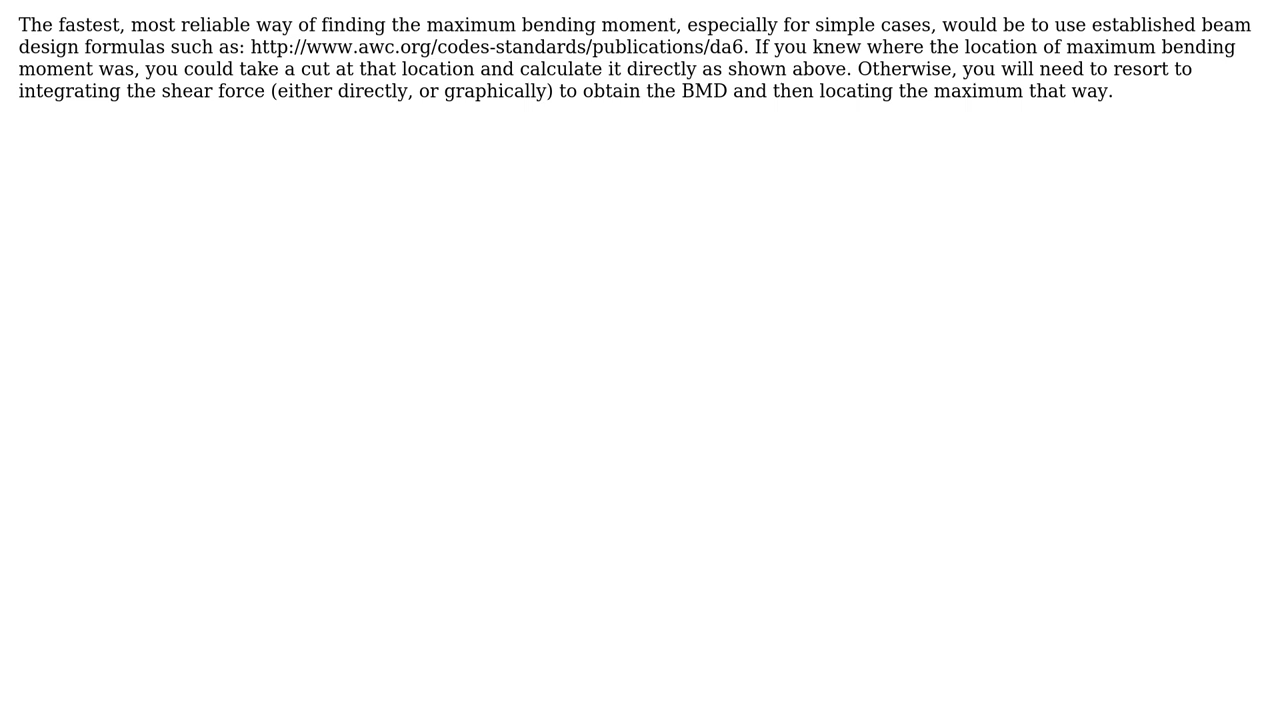 The fastest, most reliable way of finding the maximum bending moment, especially for simple cases, would be to use established beam
design formulas such as: http://www.awc.org/codes-standards/publications/da6. If you knew where the location of maximum bending
moment was, you could take a cut at that location and calculate it directly as shown above. Otherwise, you will need to resort to
integrating the shear force (either directly, or graphically) to obtain the BMD and then locating the maximum that way.